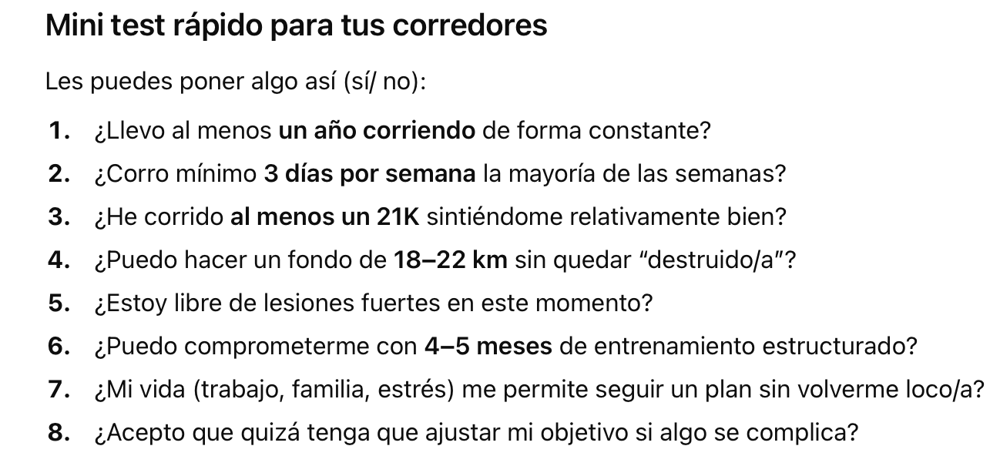 Mini test rápido para tus corredores
Les puedes poner algo así (sí/ no):
1. ¿Llevo al menos un año corriendo de forma constante?
2. ¿Corro mínimo 3 días por semana la mayoría de las semanas?
3. ¿He corrido al menos un 21K sintiéndome relativamente bien?
4. ¿Puedo hacer un fondo de 18–22 km sin quedar “destruido/a”?
5. ¿Estoy libre de lesiones fuertes en este momento?
6. ¿Puedo comprometerme con 4–5 meses de entrenamiento estructurado?
7. ¿Mi vida (trabajo, familia, estrés) me permite seguir un plan sin volverme loco/a?
8. ¿Acepto que quizá tenga que ajustar mi objetivo si algo se complica?